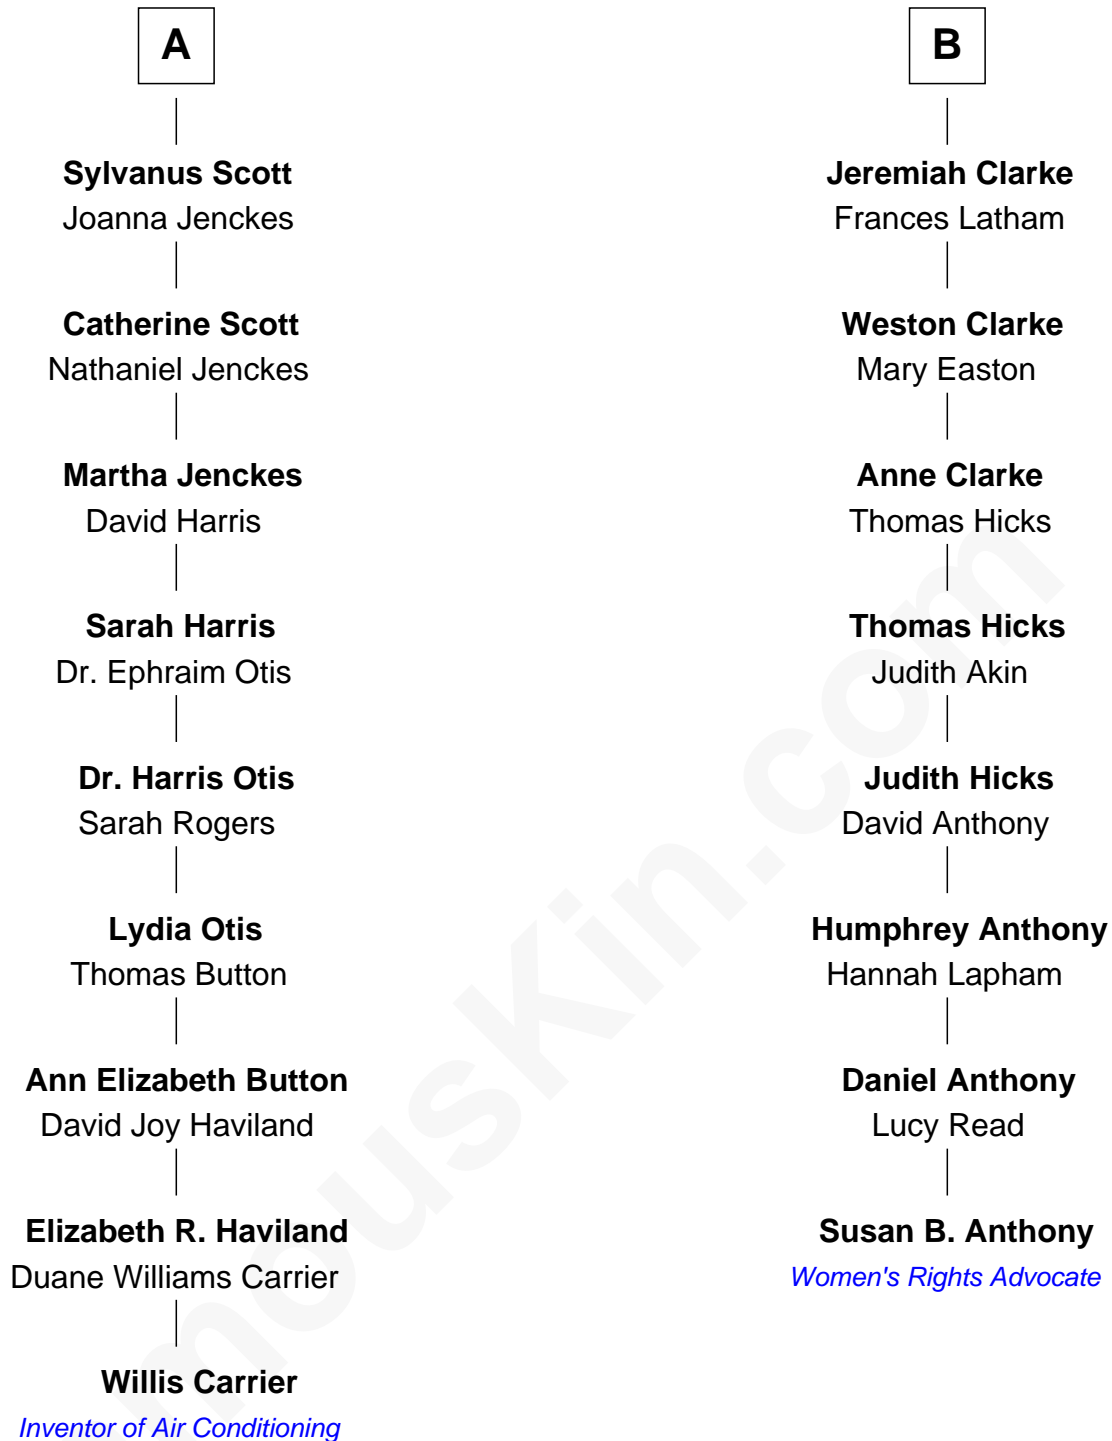 A
Sylvanus Scott
Joanna Jenckes
Catherine Scott
Nathaniel Jenckes
Martha Jenckes
David Harris
Sarah Harris
Dr. Ephraim Otis
Dr. Harris Otis
Sarah Rogers
Lydia Otis
Thomas Button
Ann Elizabeth Button
David Joy Haviland
Elizabeth R. Haviland
Duane Williams Carrier
Willis Carrier
Inventor of Air Conditioning
B
Jeremiah Clarke
Frances Latham
Weston Clarke
Mary Easton
Anne Clarke
Thomas Hicks
Thomas Hicks
Judith Akin
Judith Hicks
David Anthony
Humphrey Anthony
Hannah Lapham
Daniel Anthony
Lucy Read
Susan B. Anthony
Women's Rights Advocate
mouskin.com